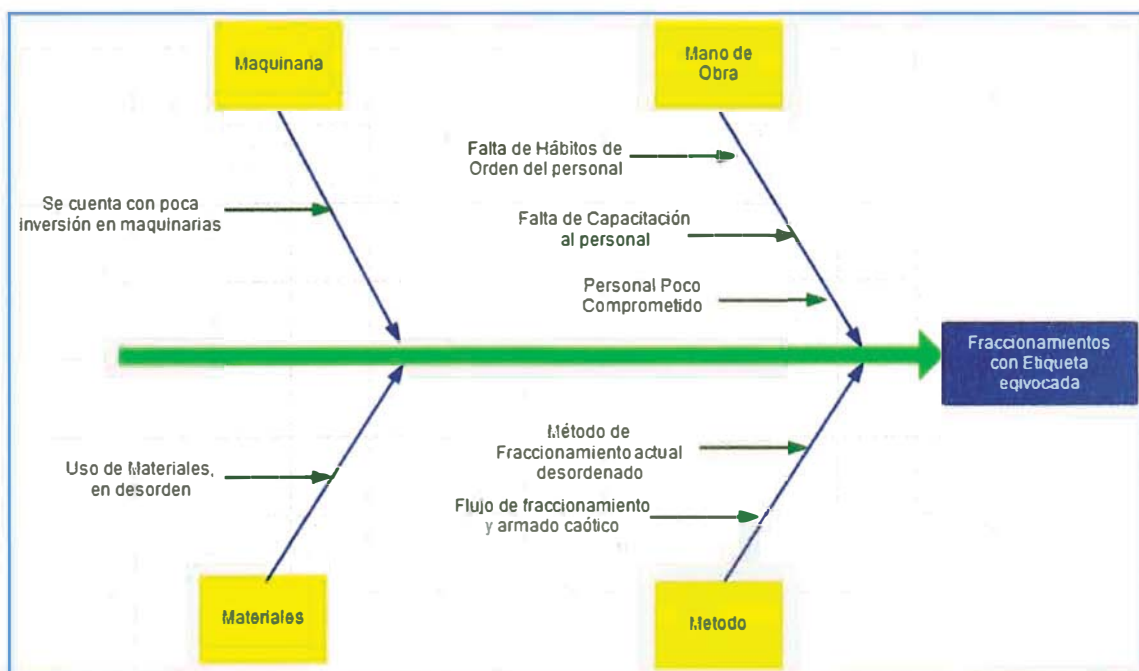 Maquinana
Mano de
Obra
Falta de Hábitos de
Orden del personal
Se cuenta con poca
inversión en maquinarias
Falta de Capacitación
al personal
Personal Poco
Comprometido
Fraccionamientos
con Etiqueta
eqivocada
Método de
Fraccionamiento actual
desordenado
Uso de Materiales,
en desorden
Flujo de fraccionamiento
y armado caótico
Materiales
Metodo